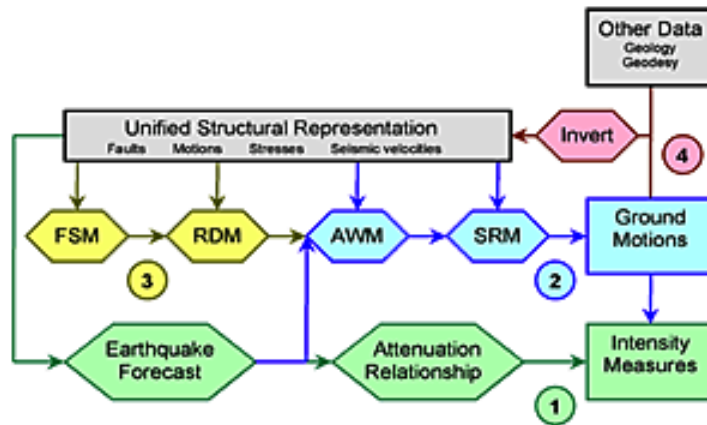 Other Data
Geology
Geodesy
Unified Structural Representation
Faults Motions Stresses Seismic velocities
Invert
4
FSM
RDM
AWM
SRM
Ground
Motions
3
2
Earthquake
Forecast
Attenuation
Relationship
Intensity
Measures
1